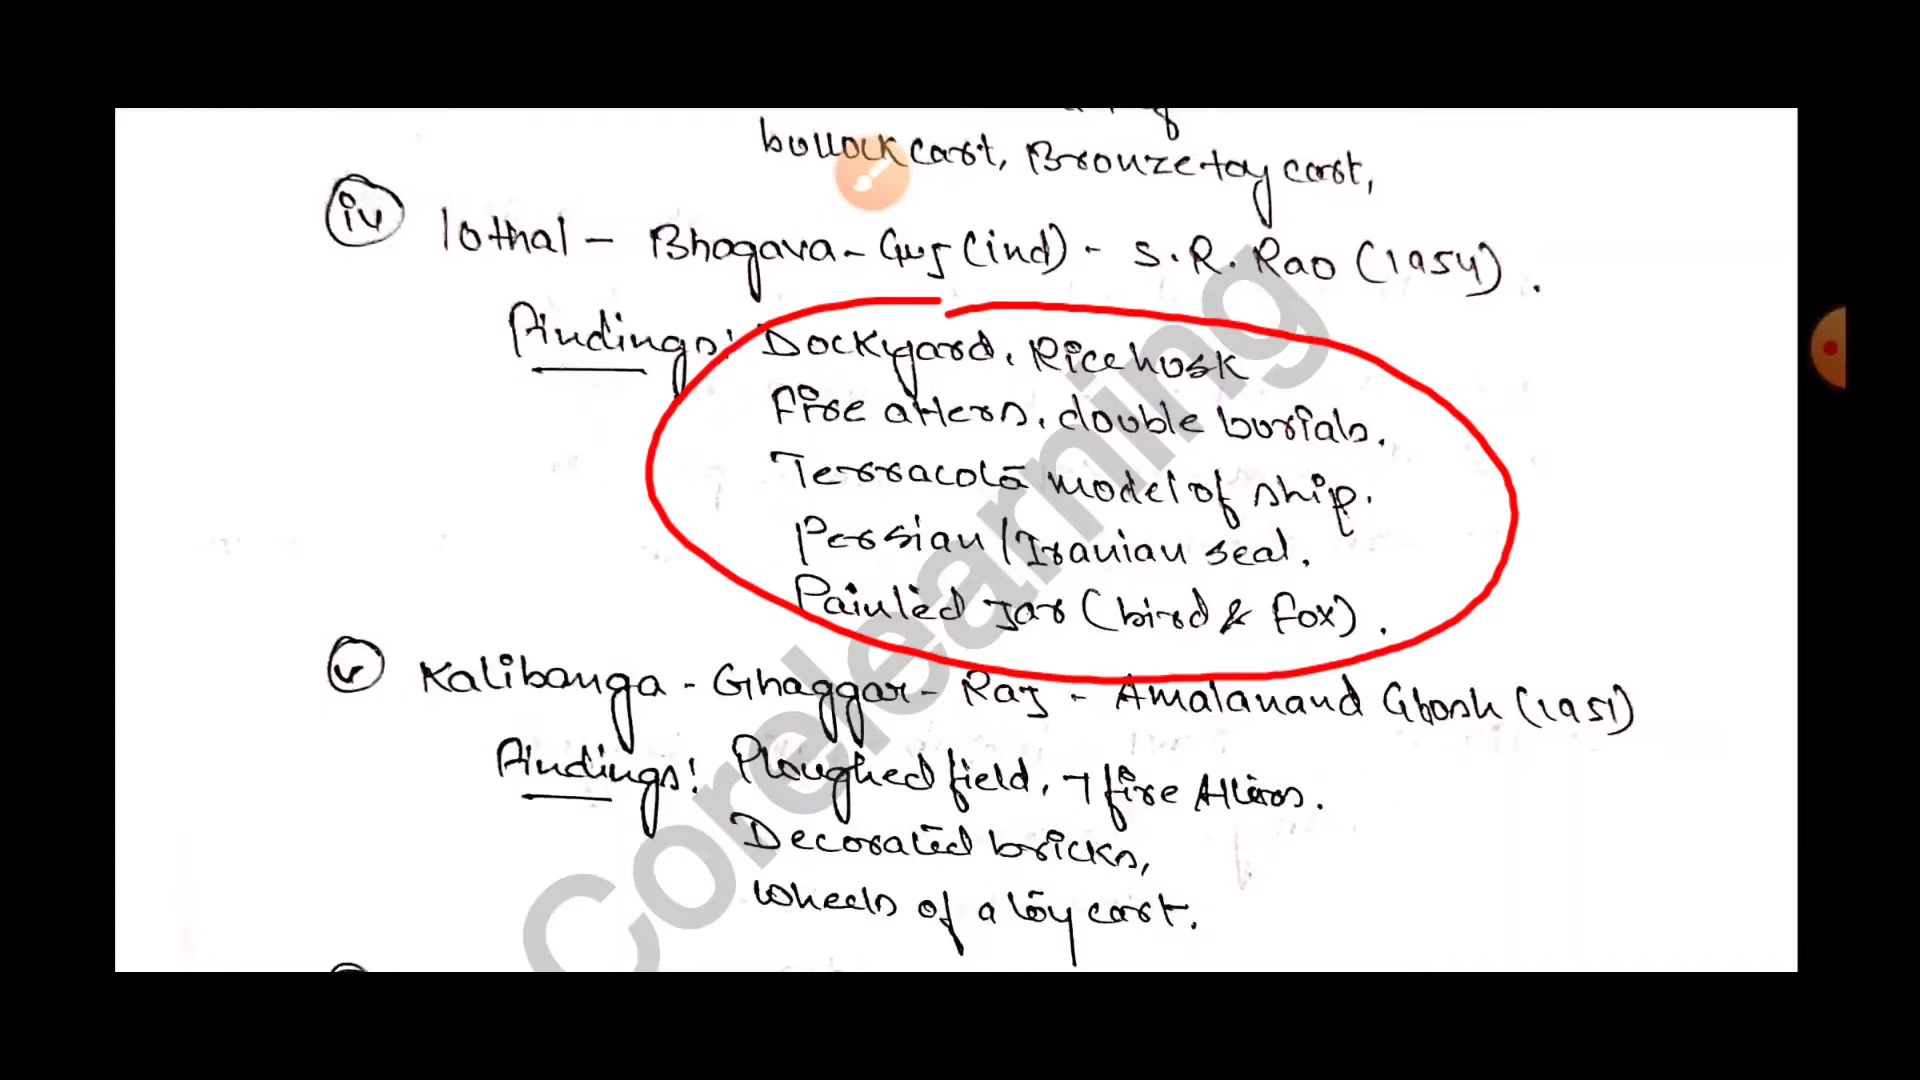 bullock cart, Bronze toy cart,
iv lothal - Bhogava - Guj (ind) - S.R. Rao (1954).
Findings: Dockyard, Rice husk
Fire alters, double burials.
Terracota model of ship.
Persian/Iranian seal.
Painted Jar (bird & fox).
v Kalibanga - Ghaggar - Raj - Amalanand Ghosh (1951)
Findings: Ploughed field, 7 fire Alters.
Decorated bricks,
Wheels of a toy cart.
Corelearning